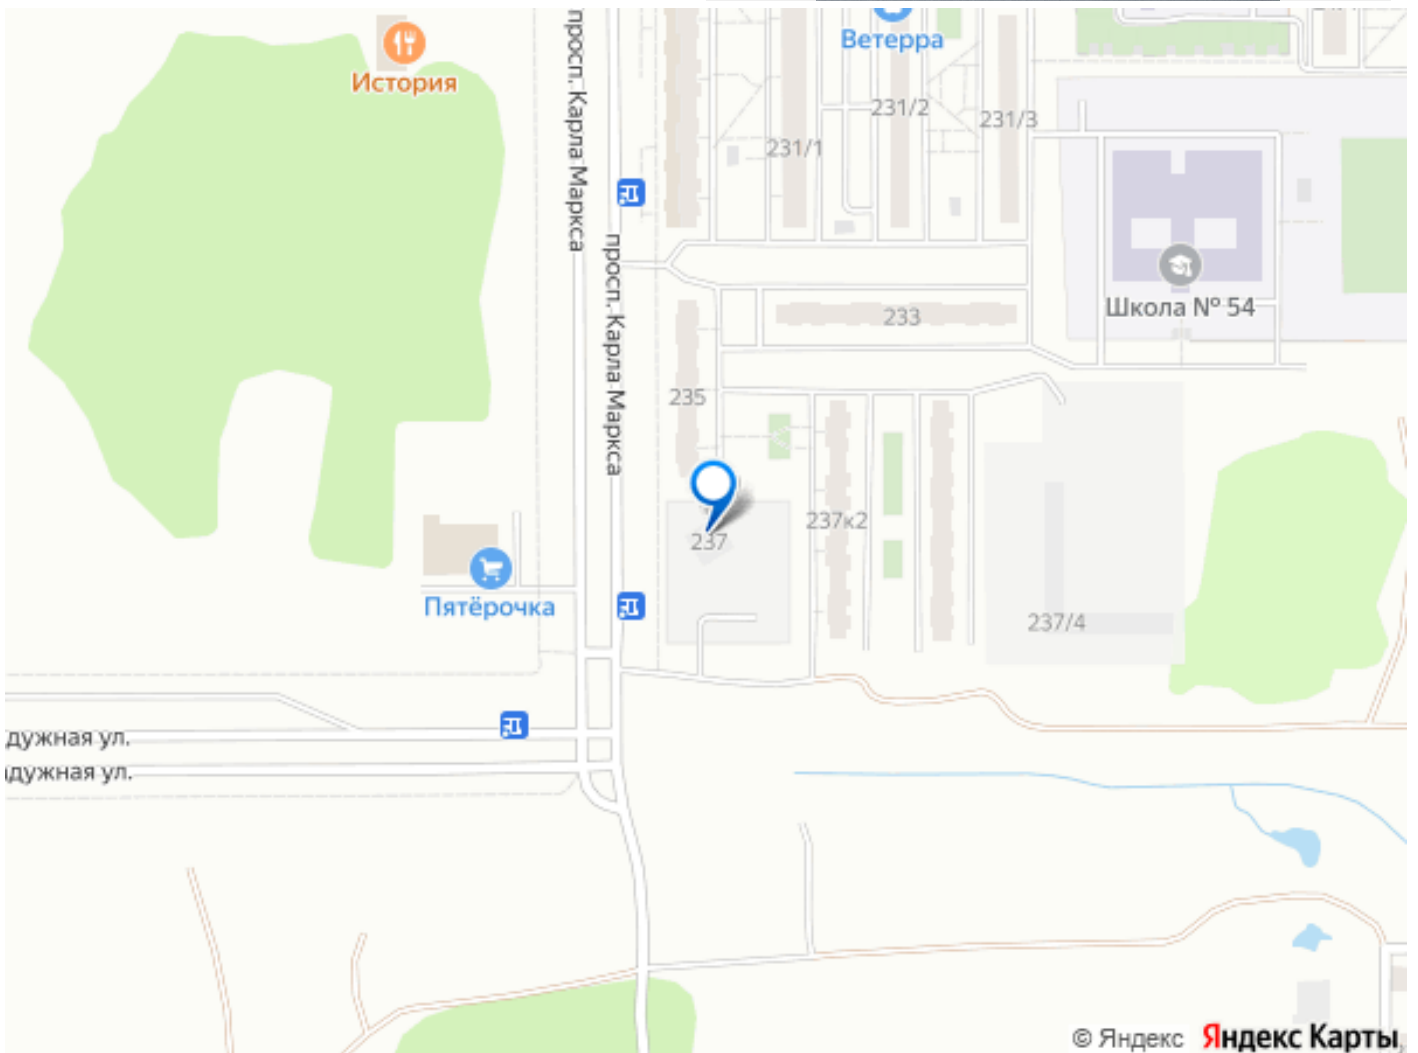 История
Ветерра
просп. Карла Маркса
231/2
231/3
231/1
просп. Карла Маркса
Школа № 54
233
235
237к2
237
Пятёрочка
237/4
дужная ул.
дужная ул.
© Яндекс Яндекс Карты